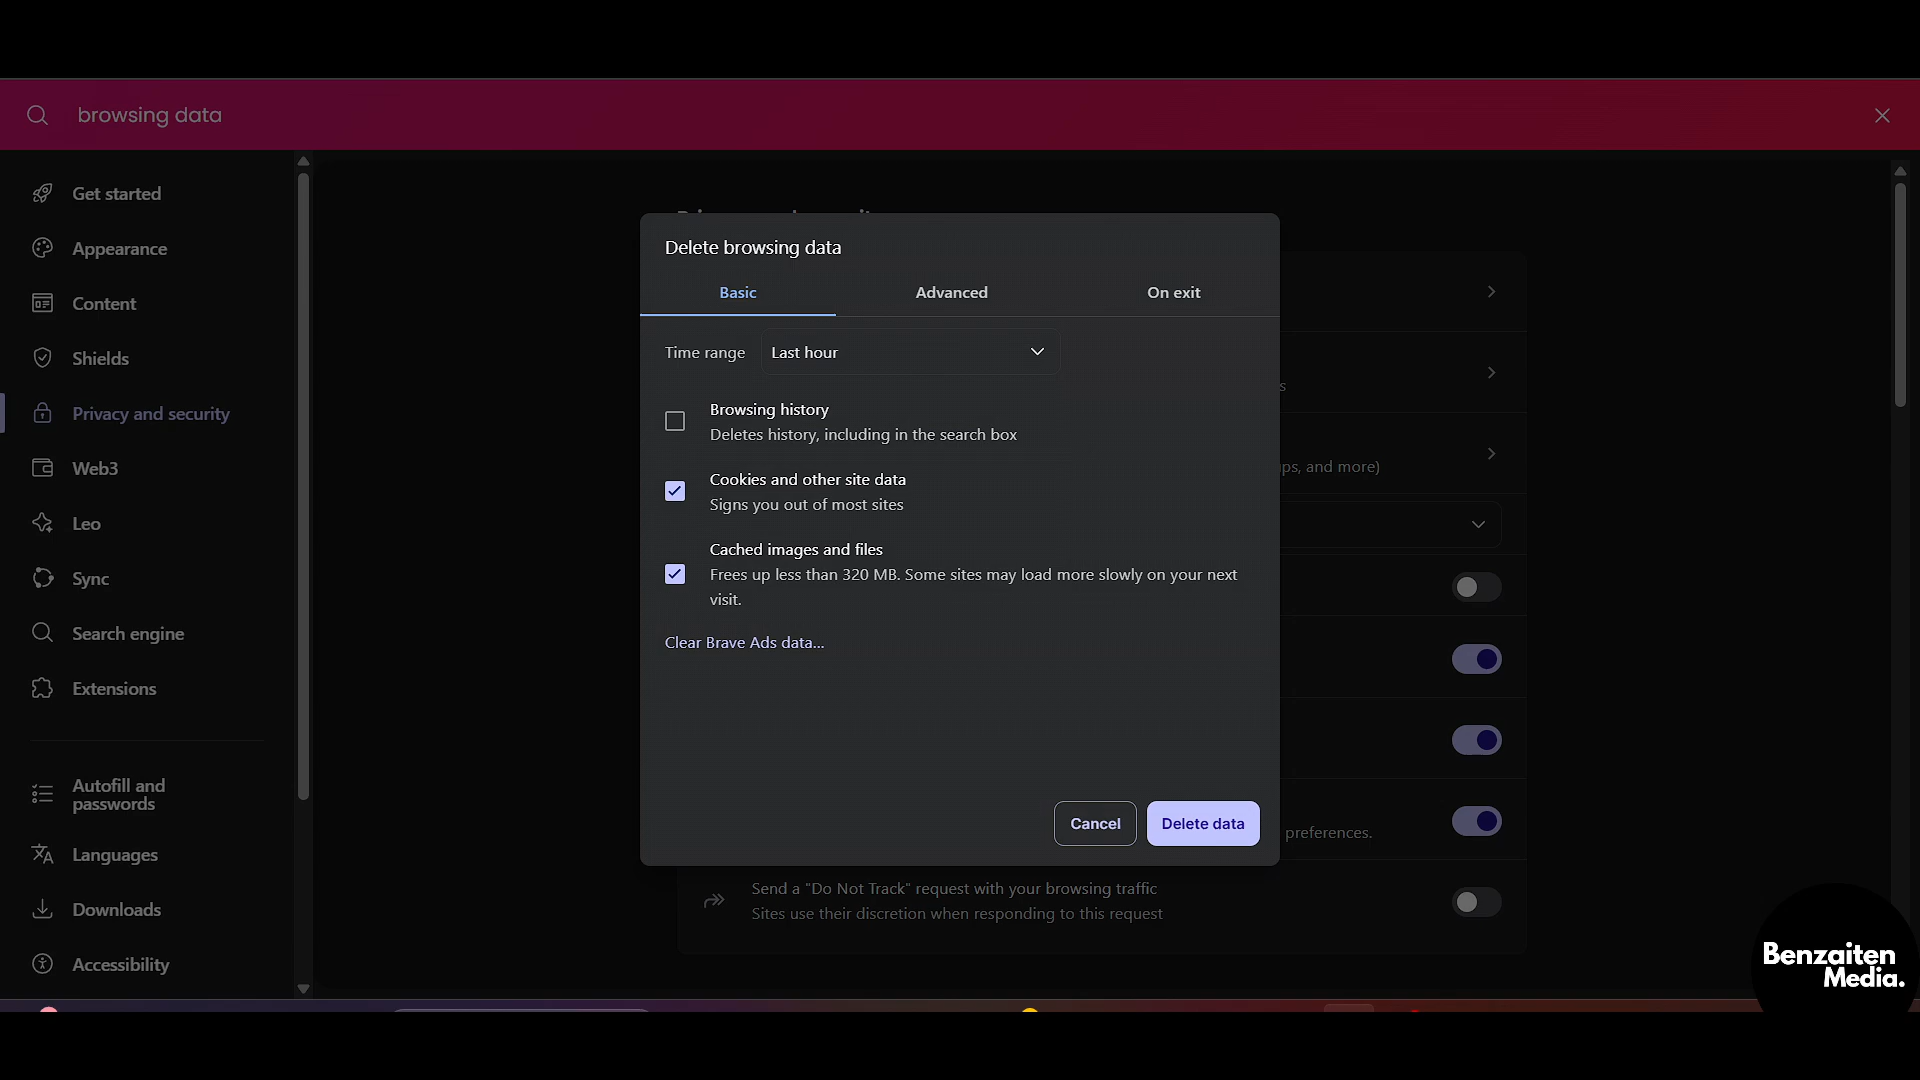 browsing data
Get started
Appearance
Content
Shields
Privacy and security
Web3
Leo
Sync
Search engine
Extensions
Autofill and
passwords
Languages
Downloads
Accessibility
Delete browsing data
Basic
Advanced
On exit
Time range
Last hour
Browsing history
Deletes history, including in the search box
Cookies and other site data
Signs you out of most sites
Cached images and files
Frees up less than 320 MB. Some sites may load more slowly on your next
visit.
Clear Brave Ads data...
Cancel
Delete data
and more)
preferences.
Send a "Do Not Track" request with your browsing traffic
Sites use their discretion when responding to this request
Benzaiten
Media.